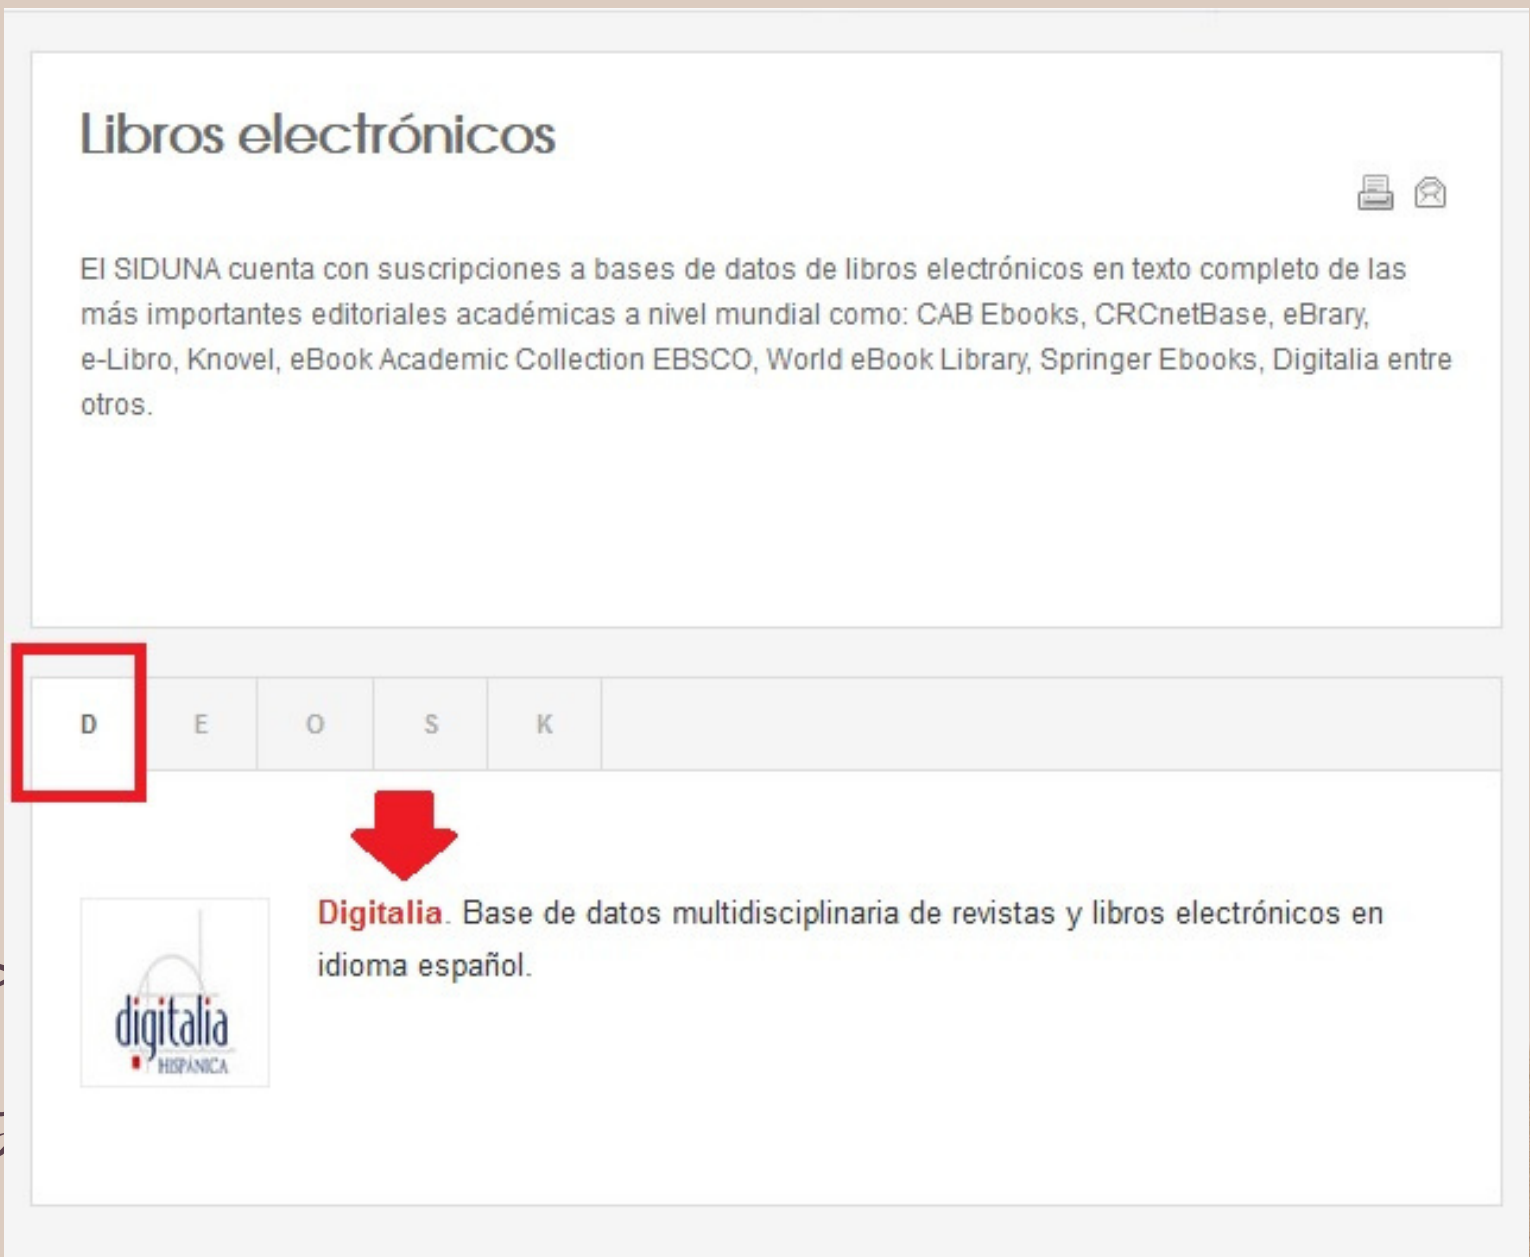 Libros electrónicos
El SIDUNA cuenta con suscripciones a bases de datos de libros electrónicos en texto completo de las
más importantes editoriales académicas a nivel mundial como: CAB Ebooks, CRCnetBase, eBrary,
e-Libro, Knovel, eBook Academic Collection EBSCO, World eBook Library, Springer Ebooks, Digitalia entre
otros.
D E O S K
Digitalia. Base de datos multidisciplinaria de revistas y libros electrónicos en
idioma español.
digitalia
HISPÁNICA